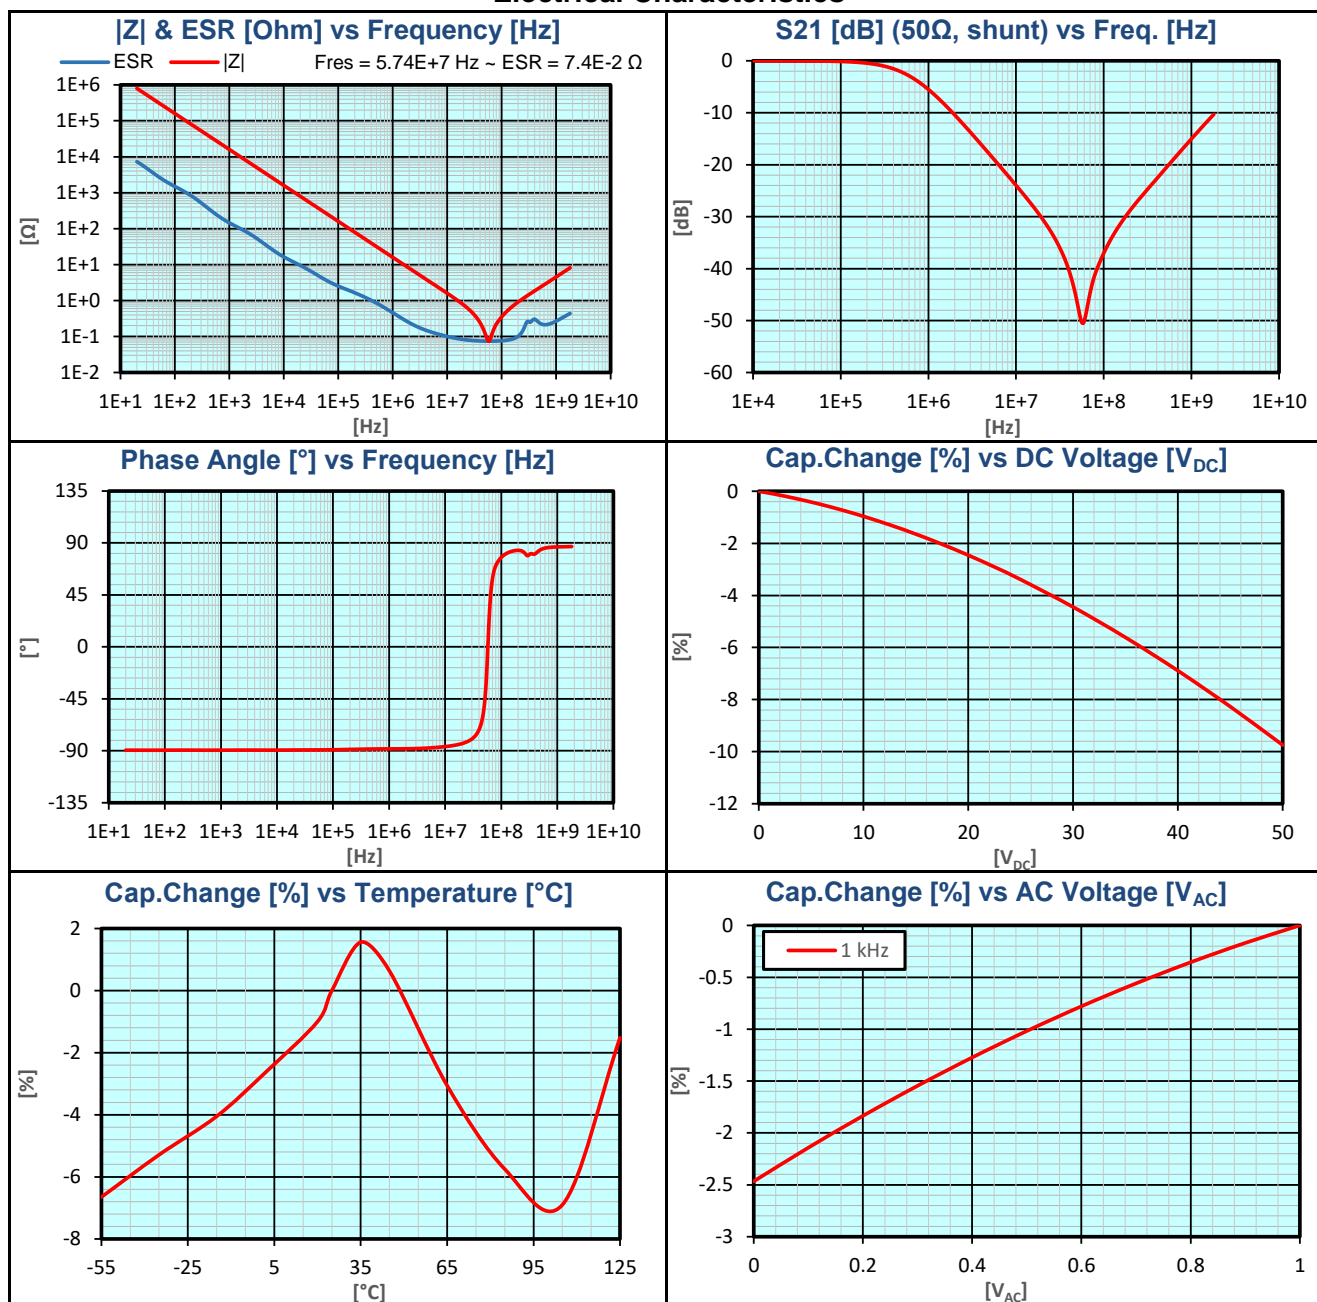 |Z| & ESR [Ohm] vs Frequency [Hz]
ESR |Z| Fres = 5.74E+7 Hz ~ ESR = 7.4E-2 Ω
1E+6
1E+5
1E+4
1E+3
1E+2
1E+1
1E+0
1E-1
1E-2
[Ω]
1E+1 1E+2 1E+3 1E+4 1E+5 1E+6 1E+7 1E+8 1E+9 1E+10
[Hz]
S21 [dB] (50Ω, shunt) vs Freq. [Hz]
0
-10
-20
-30
-40
-50
-60
[dB]
1E+4 1E+5 1E+6 1E+7 1E+8 1E+9 1E+10
[Hz]
Phase Angle [°] vs Frequency [Hz]
135
90
45
0
-45
-90
-135
[°]
1E+1 1E+2 1E+3 1E+4 1E+5 1E+6 1E+7 1E+8 1E+9 1E+10
[Hz]
Cap.Change [%] vs DC Voltage [VDC]
0
-2
-4
-6
-8
-10
-12
[%]
0 10 20 30 40 50
[VDC]
Cap.Change [%] vs Temperature [°C]
2
0
-2
-4
-6
-8
[%]
-55 -25 5 35 65 95 125
[°C]
Cap.Change [%] vs AC Voltage [VAC]
1 kHz
0
-0.5
-1
-1.5
-2
-2.5
-3
[%]
0 0.2 0.4 0.6 0.8 1
[VAC]